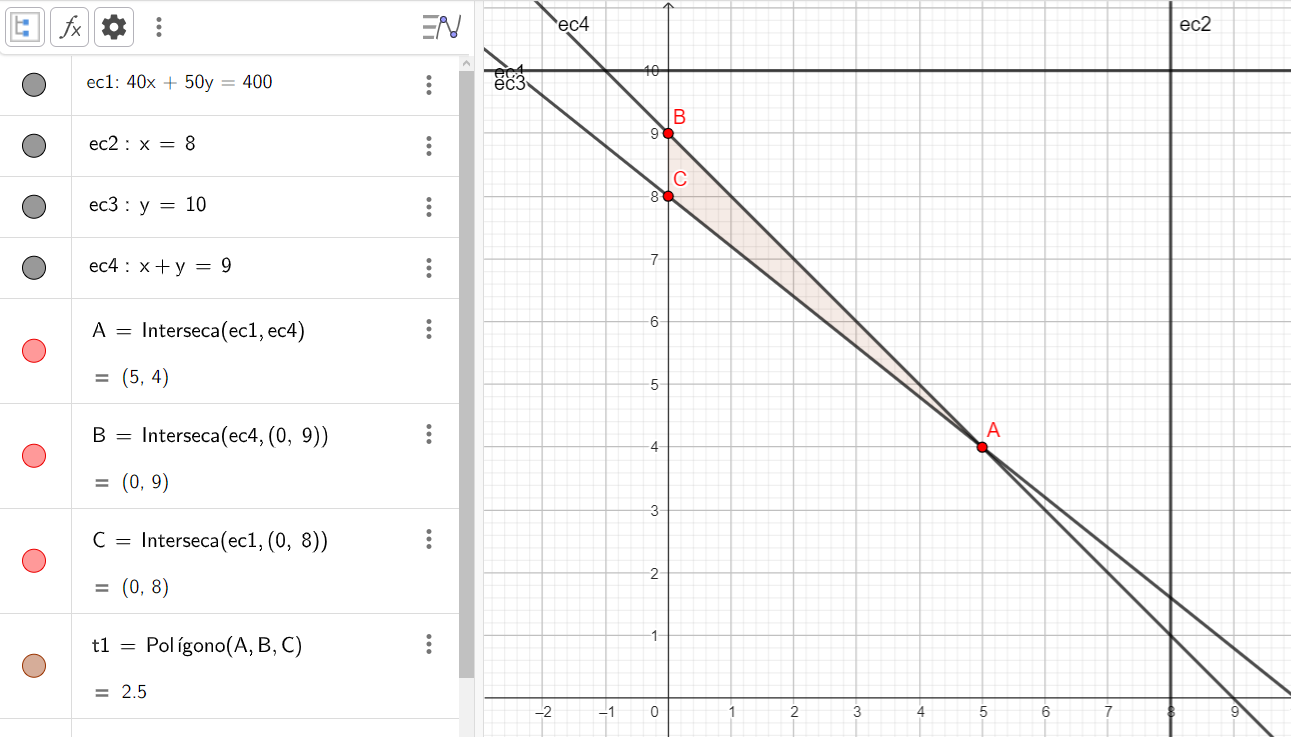 fx
ec1: 40x + 50y = 400
ec2 : x = 8
ec3 : y = 10
ec4 : x + y = 9
A = Interseca(ec1, ec4)
= (5, 4)
B = Interseca(ec4, (0, 9))
= (0, 9)
C = Interseca(ec1, (0, 8))
= (0, 8)
t1 = Polígono(A, B, C)
= 2.5
ec4
ec2
ec1
ec3
10
B
9
C
8
7
6
5
A
4
3
2
1
–2 –1 0 1 2 3 4 5 6 7 8 9